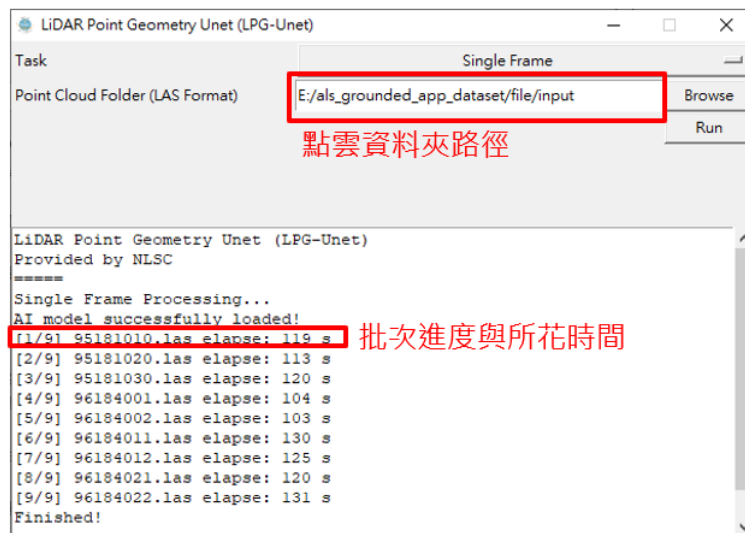 LiDAR Point Geometry Unet (LPG-Unet)
Task
Single Frame
Point Cloud Folder (LAS Format)
E:/als_grounded_app_dataset/file/input
Browse
Run
點雲資料夾路徑
LiDAR Point Geometry Unet (LPG-Unet)
Provided by NLSC
=====
Single Frame Processing...
AI model successfully loaded!
[1/9] 95181010.las elapse: 119 s
批次進度與所花時間
[2/9] 95181020.las elapse: 113 s
[3/9] 95181030.las elapse: 120 s
[4/9] 96184001.las elapse: 104 s
[5/9] 96184002.las elapse: 103 s
[6/9] 96184011.las elapse: 130 s
[7/9] 96184012.las elapse: 125 s
[8/9] 96184021.las elapse: 120 s
[9/9] 96184022.las elapse: 131 s
Finished!